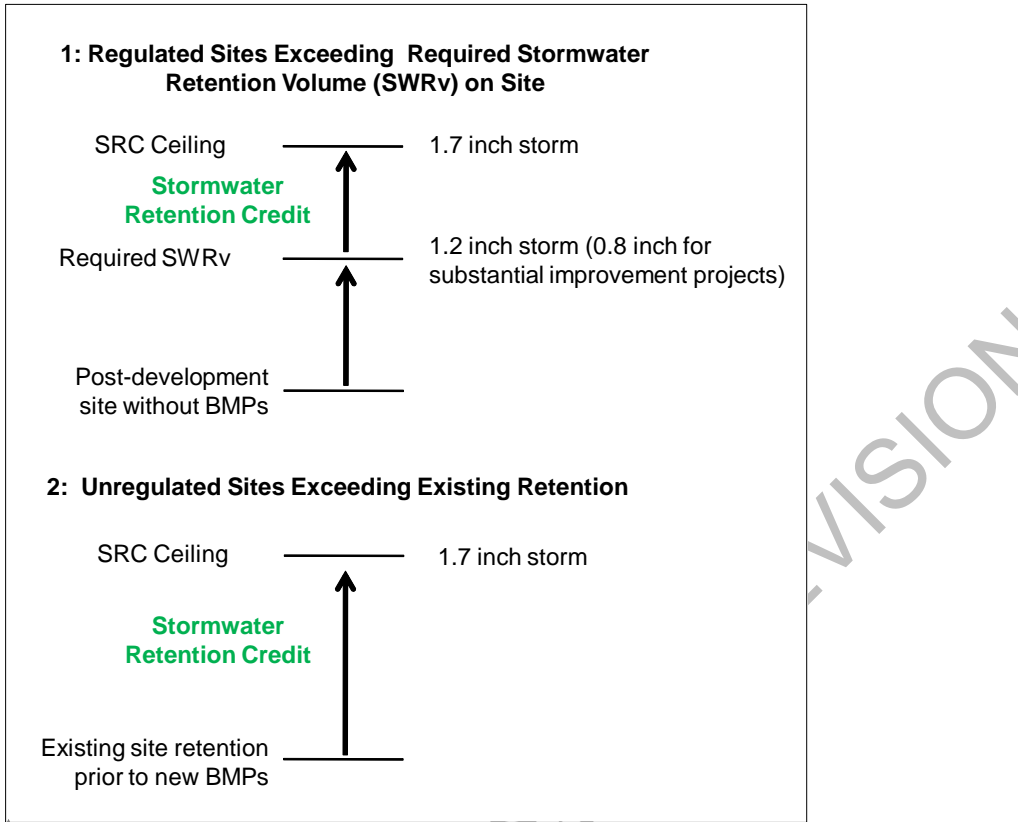 1: Regulated Sites Exceeding Required Stormwater
Retention Volume (SWRv) on Site
SRC Ceiling
1.7 inch storm
Stormwater
Retention Credit
Required SWRv
1.2 inch storm (0.8 inch for
substantial improvement projects)
Post-development
site without BMPs
2: Unregulated Sites Exceeding Existing Retention
SRC Ceiling
1.7 inch storm
Stormwater
Retention Credit
Existing site retention
prior to new BMPs